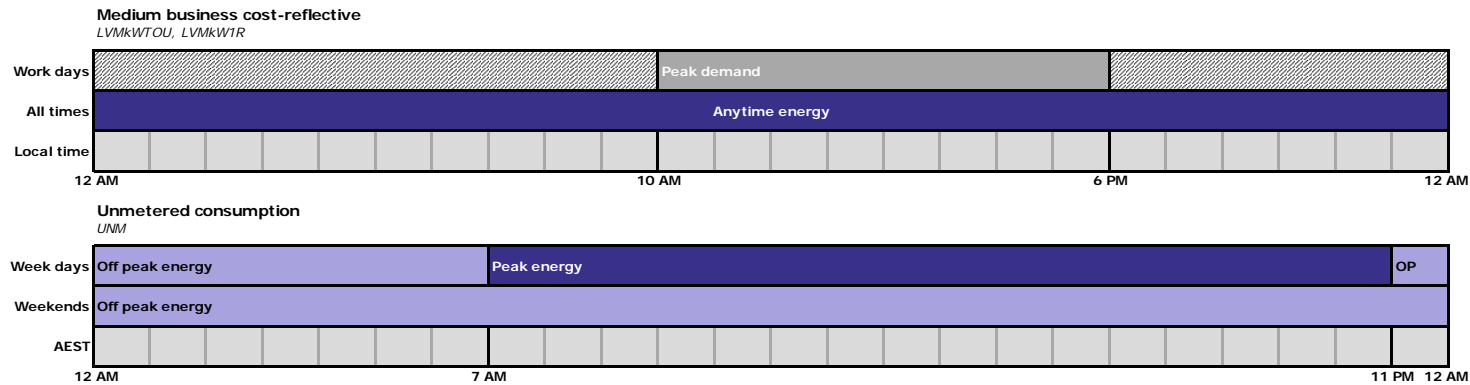 Medium business cost-reflective
LVMkWTOU, LVMkW1R
Work days Peak demand
All times Anytime energy
Local time
12 AM 10 AM 6 PM 12 AM
Unmetered consumption
UNM
Week days Off peak energy Peak energy OP
Weekends Off peak energy
AEST
12 AM 7 AM 11 PM 12 AM